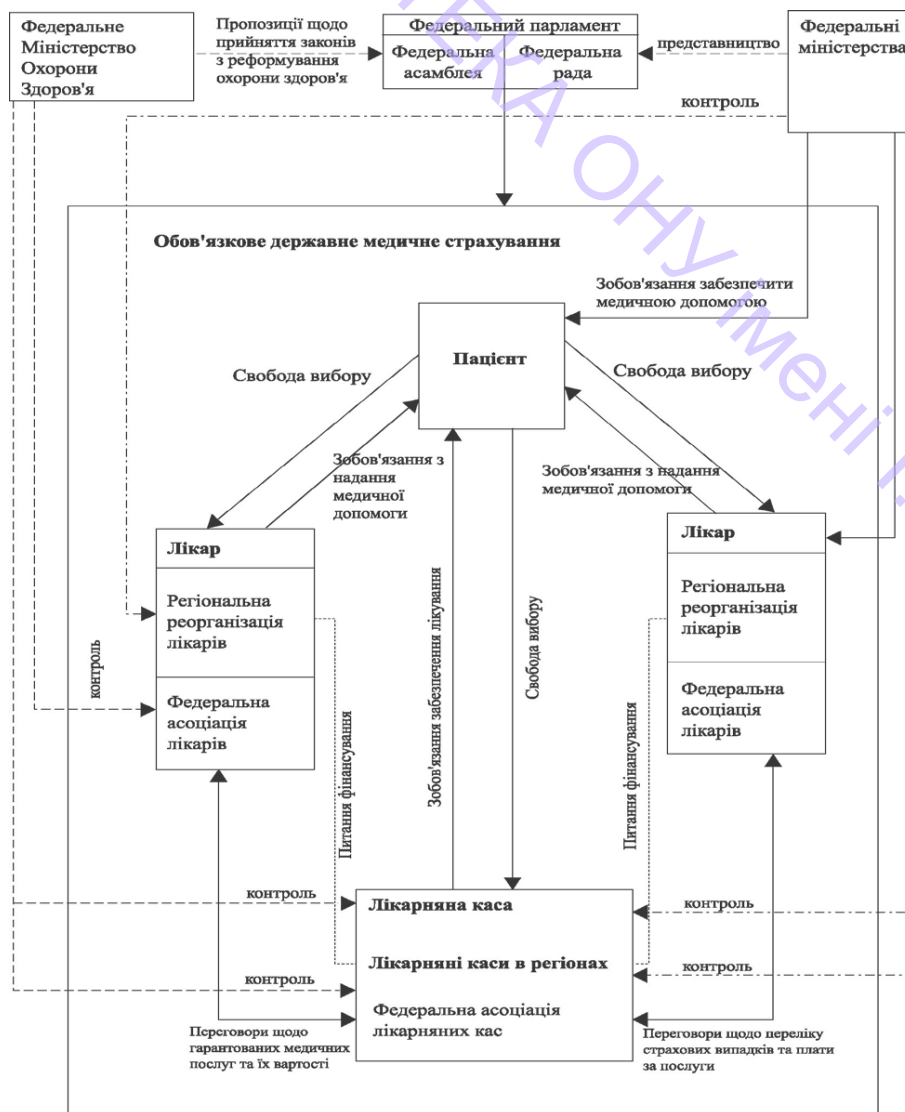 Федеральне
Міністерство
Охорони
Здоров'я
Пропозиції щодо
прийняття законів
з реформування
охорони здоров'я
Федеральний парламент
Федеральна
асамблея
Федеральна
рада
представництво
Федеральні
міністерства
контроль
ЕКА ОНУ імені І.
Обов'язкове державне медичне страхування
Зобов'язання забезпечити
медичною допомогою
Пацієнт
Свобода вибору
Свобода вибору
Зобов'язання з
надання
медичної
допомоги
Зобов'язання з надання
медичної допомоги
Лікар
Регіональна
реорганізація
лікарів
Федеральна
асоціація
лікарів
Лікар
Регіональна
реорганізація
лікарів
Федеральна
асоціація
лікарів
контроль
Питання фінансування
Зобов'язання забезпечення лікування
Свобода вибору
Питання фінансування
контроль
Лікарняна каса
контроль
контроль
Лікарняні каси в регіонах
контроль
Федеральна асоціація
лікарняних кас
Переговори щодо
гарантованих медичних
послуг та їх вартості
Переговори щодо переліку
страхових випадків та плати
за послуги